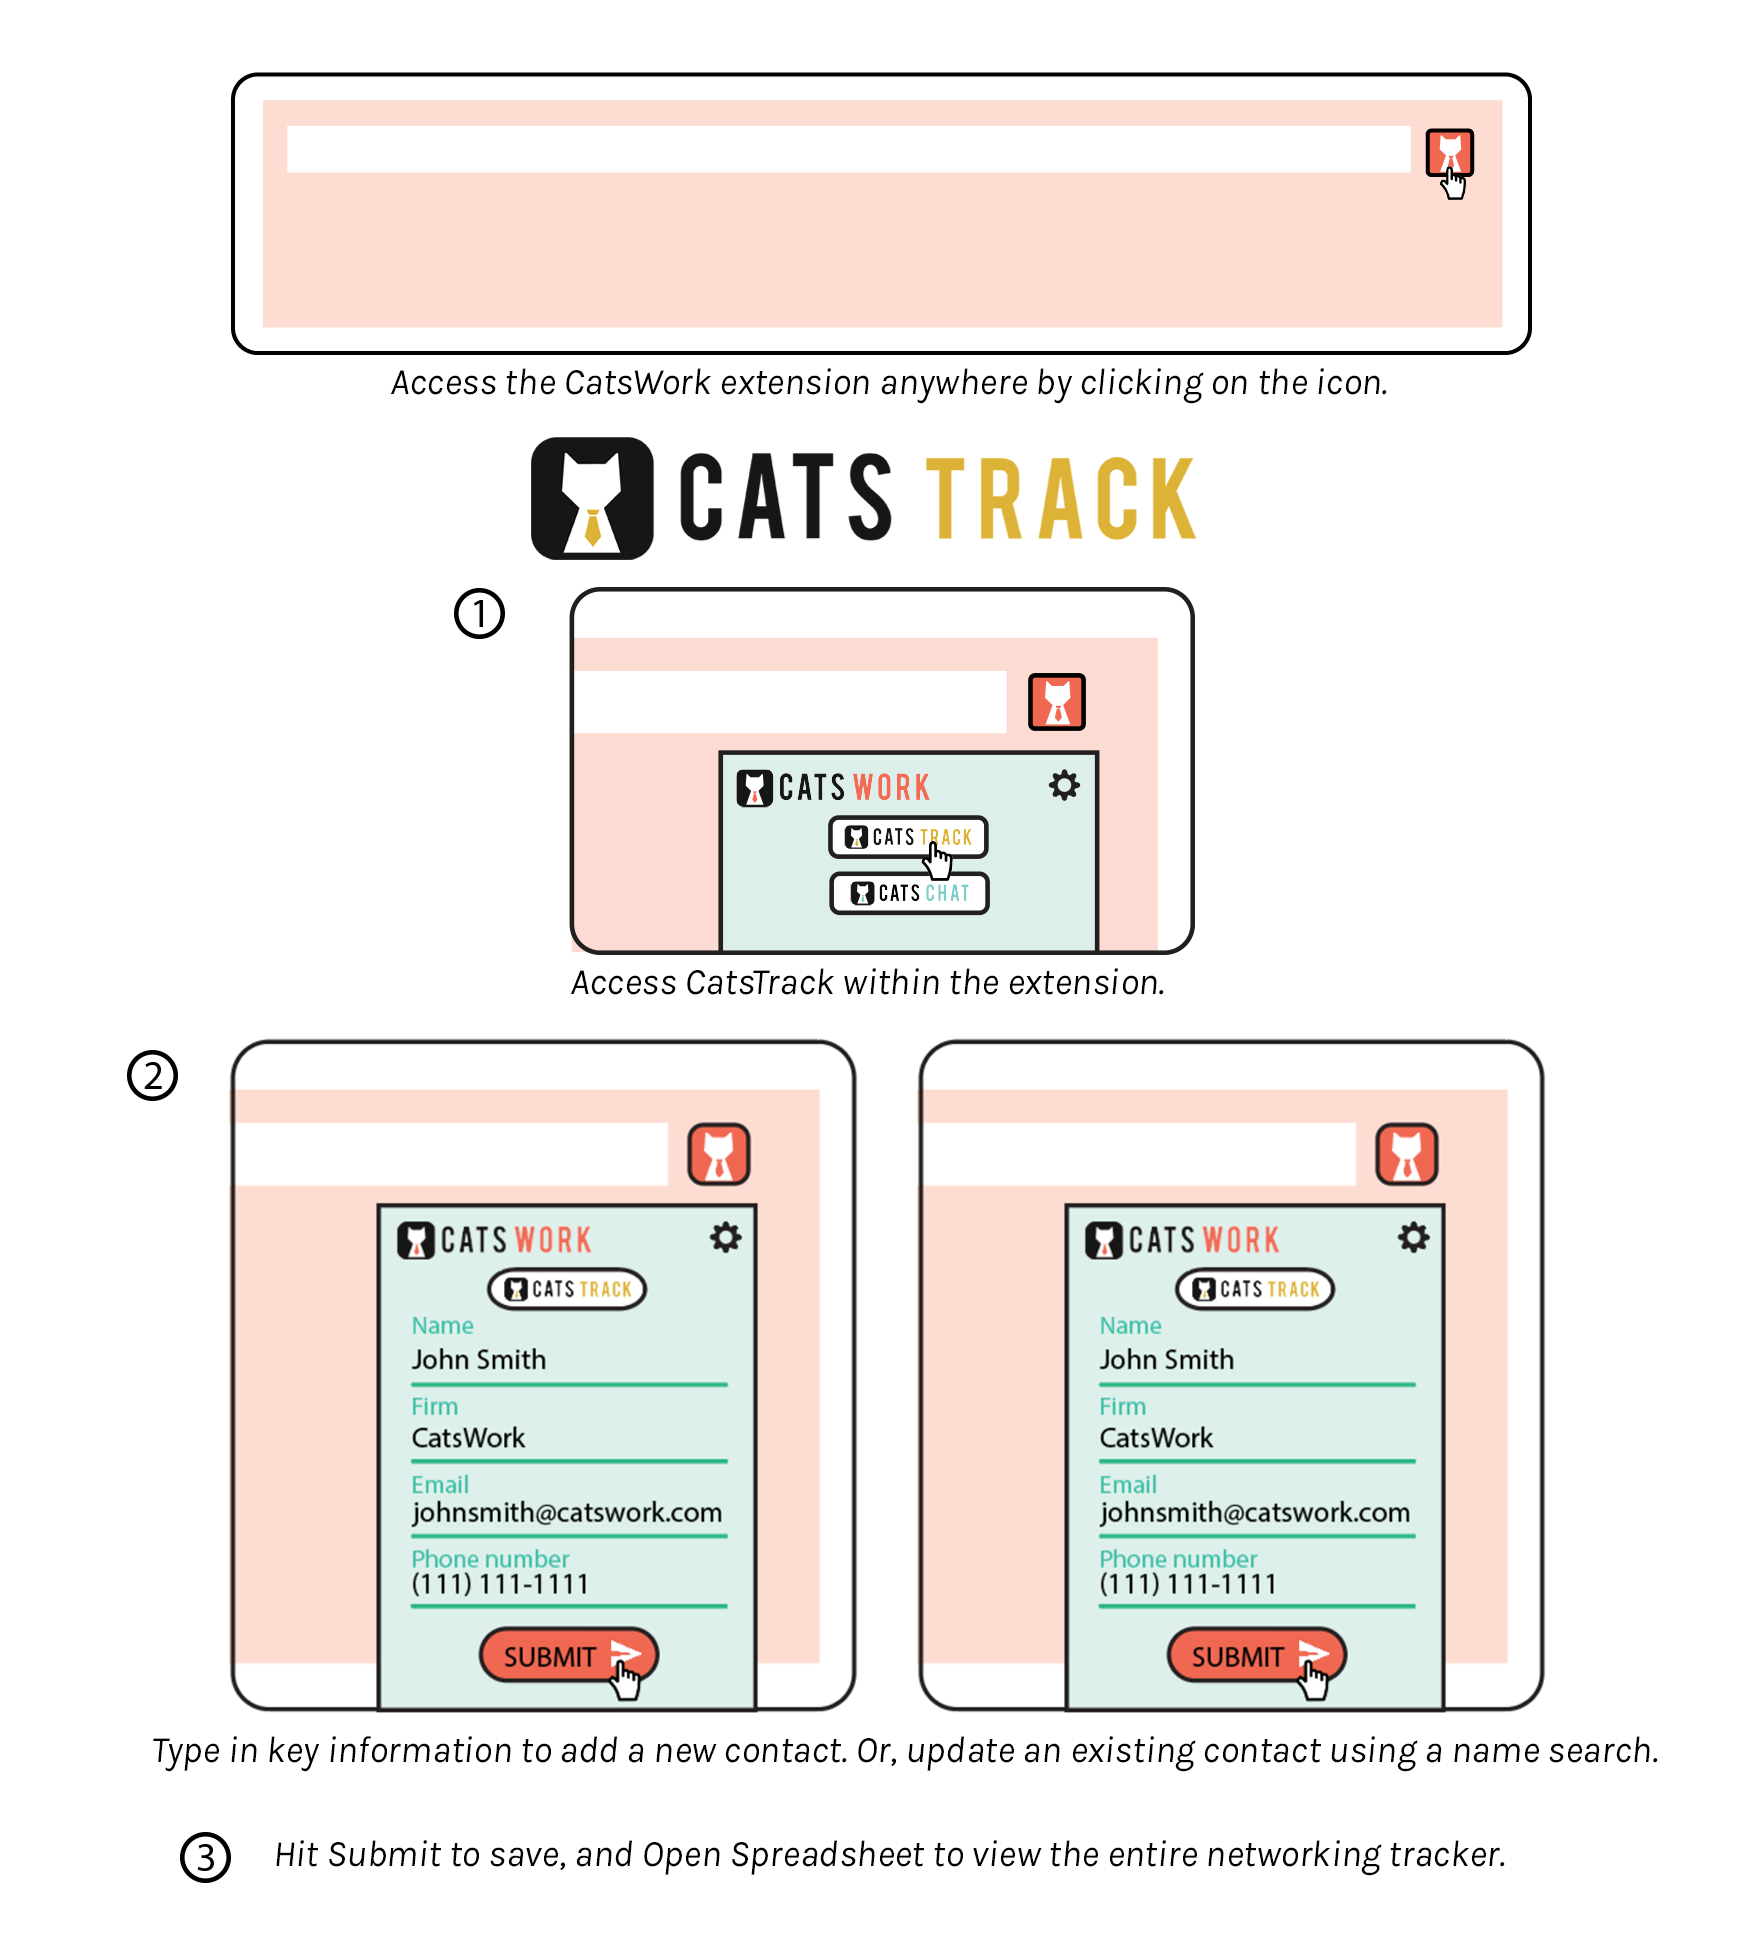 Access the CatsWork extension anywhere by clicking on the icon.
CATS TRACK
1
CATS WORK
CATS TRACK
CATS CHAT
Access CatsTrack within the extension.
2
CATS WORK
CATS TRACK
Name
John Smith
Firm
CatsWork
Email
johnsmith@catswork.com
Phone number
(111) 111-1111
SUBMIT
CATS WORK
CATS TRACK
Name
John Smith
Firm
CatsWork
Email
johnsmith@catswork.com
Phone number
(111) 111-1111
SUBMIT
Type in key information to add a new contact. Or, update an existing contact using a name search.
3 Hit Submit to save, and Open Spreadsheet to view the entire networking tracker.